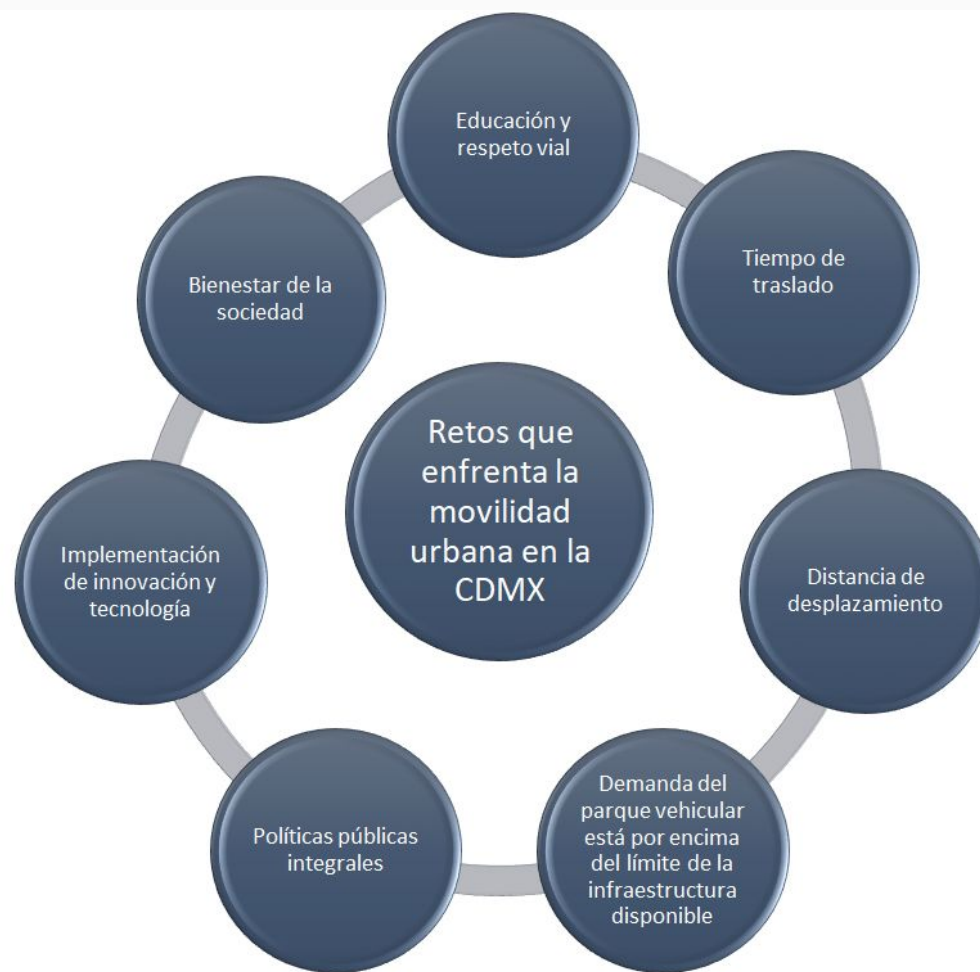 Educación y
respeto vial
Tiempo de
traslado
Distancia de
desplazamiento
Demanda del
parque vehicular
está por encima
del límite de la
infraestructura
disponible
Políticas públicas
integrales
Implementación
de innovación y
tecnología
Bienestar de la
sociedad
Retos que
enfrenta la
movilidad
urbana en la
CDMX